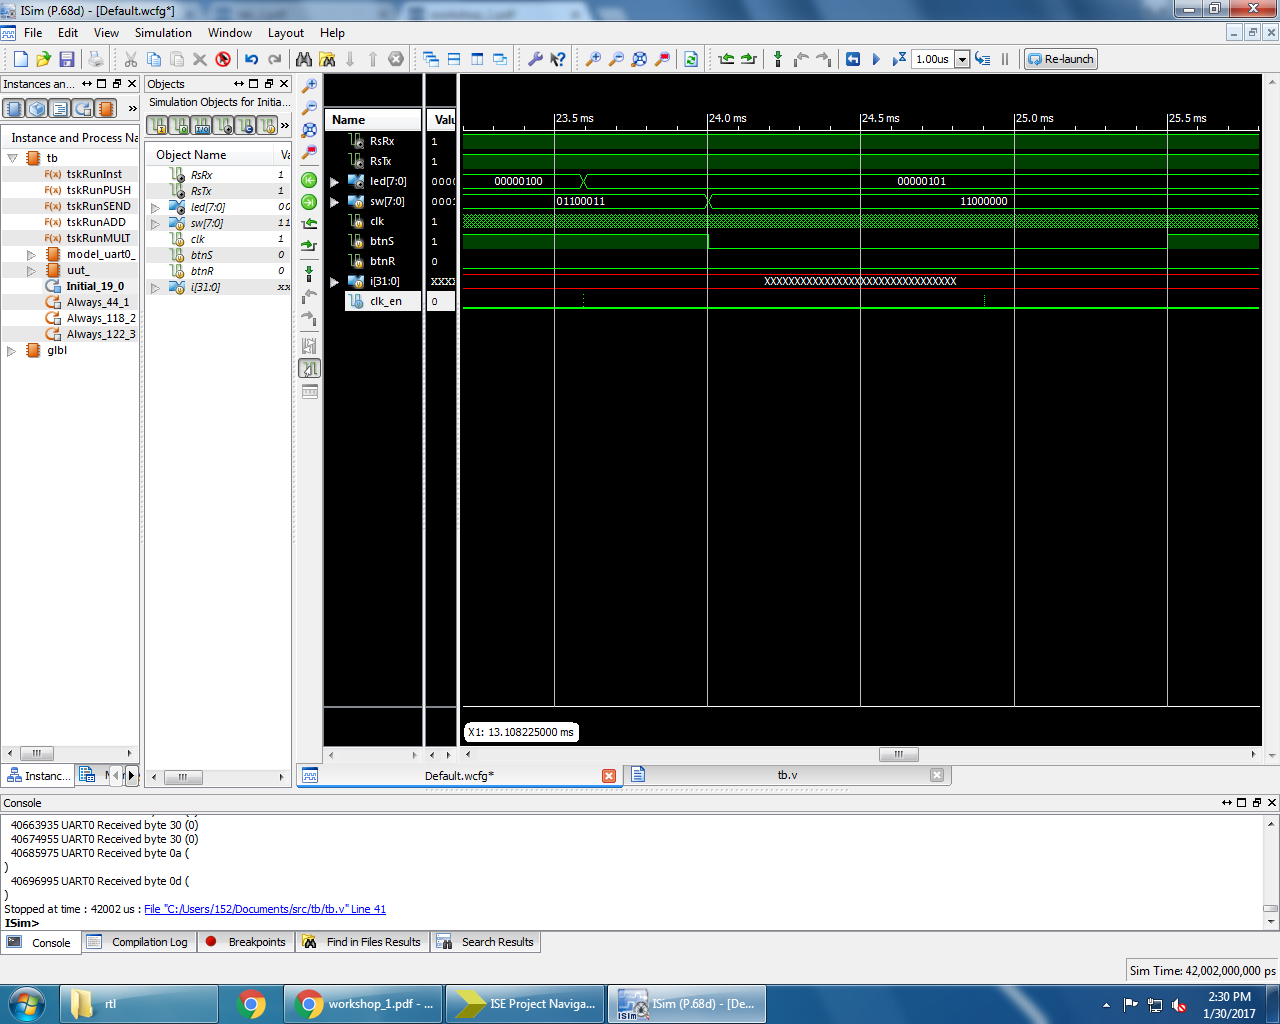 ISim (P.68d) - [Default.wcfg*]
File Edit View Simulation Window Layout Help
1.00us
Re-launch
Instances an...
Objects
Simulation Objects for Initia...
Instance and Process Na
tb
tskRunInst
tskRunPUSH
tskRunSEND
tskRunADD
tskRunMULT
model_uart0_
uut_
Initial_19_0
Always_44_1
Always_118_2
Always_122_3
glbl
Object Name
RsRx 1
RsTx 1
led[7:0] 00
sw[7:0] 11
clk 1
btnS 0
btnR 0
i[31:0] xx
Name Valu
RsRx 1
RsTx 1
led[7:0] 0000
sw[7:0] 0001
clk 1
btnS 1
btnR 0
i[31:0] XXXX
clk_en 0
23.5 ms 24.0 ms 24.5 ms 25.0 ms 25.5 ms
00000100 00000101
01100011 11000000
XXXXXXXXXXXXXXXXXXXXXXXXXXXXXXXX
X1: 13.108225000 ms
Instanc...
Default.wcfg*
tb.v
Console
40663935 UART0 Received byte 30 (0)
40674955 UART0 Received byte 30 (0)
40685975 UART0 Received byte 0a (
)
40696995 UART0 Received byte 0d (
)
Stopped at time : 42002 us : File "C:/Users/152/Documents/src/tb/tb.v" Line 41
ISim>
Console
Compilation Log
Breakpoints
Find in Files Results
Search Results
Sim Time: 42,002,000,000 ps
rtl
workshop_1.pdf - ...
ISE Project Naviga...
ISim (P.68d) - [De...
2:30 PM
1/30/2017